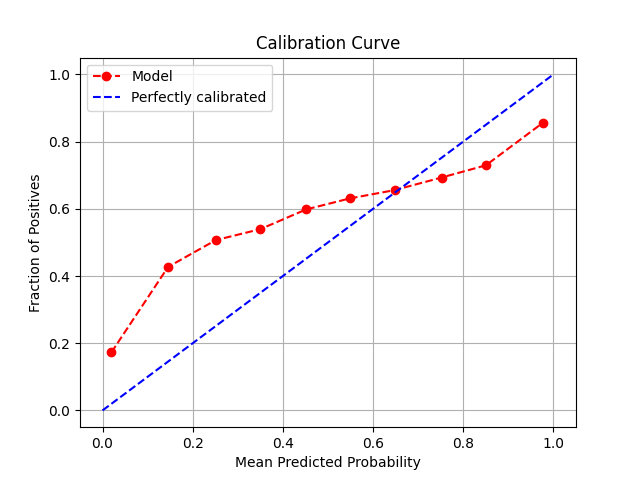 Calibration Curve
Model
Perfectly calibrated
Fraction of Positives
1.0
0.8
0.6
0.4
0.2
0.0
0.0 0.2 0.4 0.6 0.8 1.0
Mean Predicted Probability